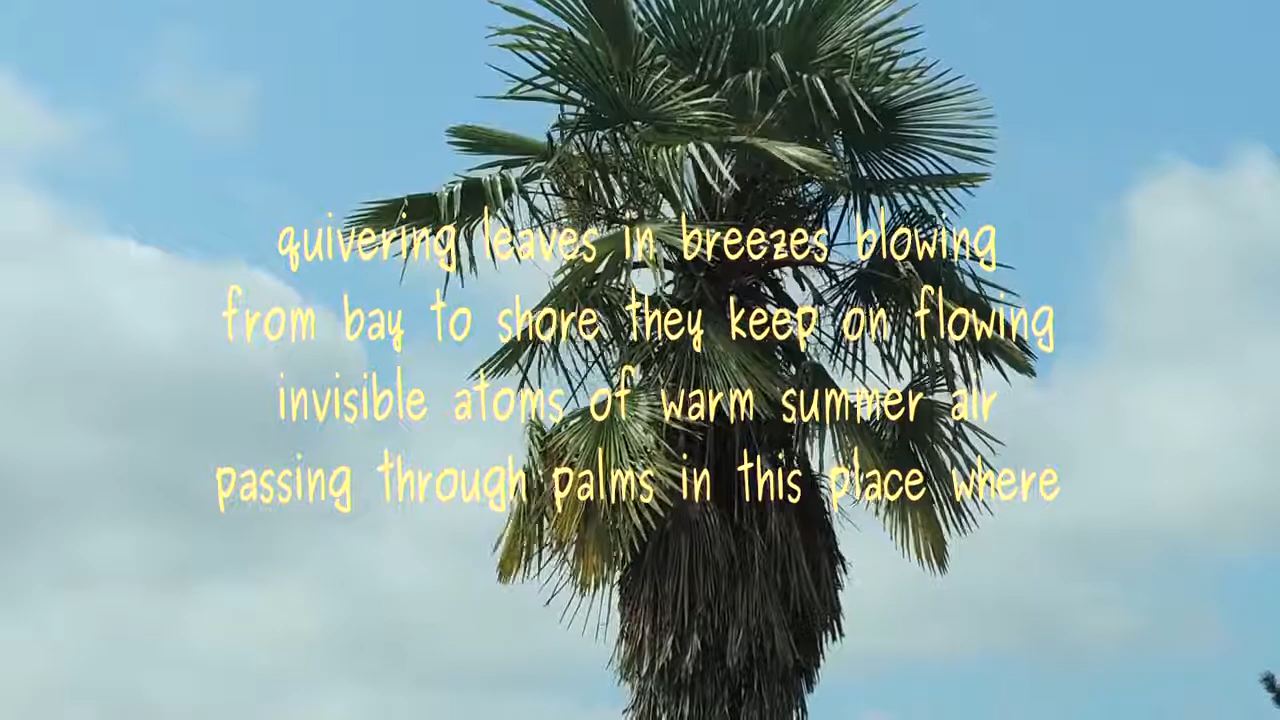 quivering leaves in breezes blowing
from bay to shore they keep on flowing
invisible atoms of warm summer air
passing through palms in this place where